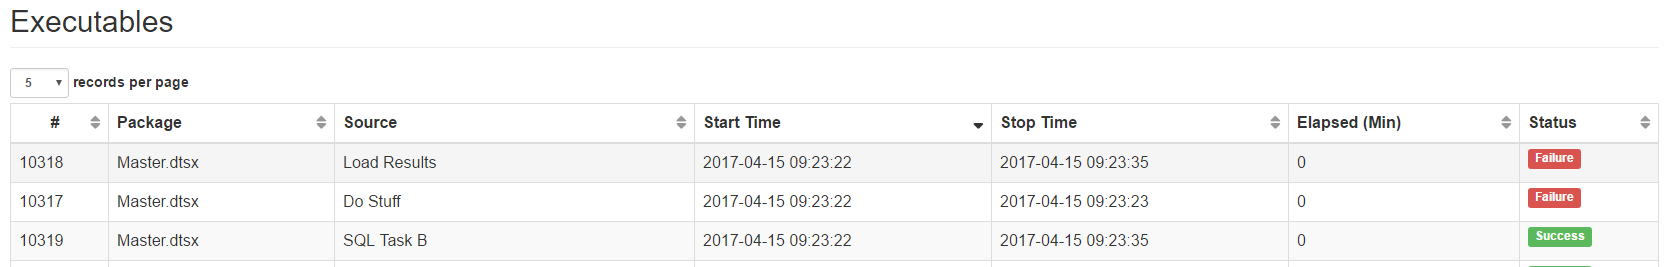 Executables
5 records per page
# Package Source Start Time Stop Time Elapsed (Min) Status
10318 Master.dtsx Load Results 2017-04-15 09:23:22 2017-04-15 09:23:35 0 Failure
10317 Master.dtsx Do Stuff 2017-04-15 09:23:22 2017-04-15 09:23:23 0 Failure
10319 Master.dtsx SQL Task B 2017-04-15 09:23:22 2017-04-15 09:23:35 0 Success